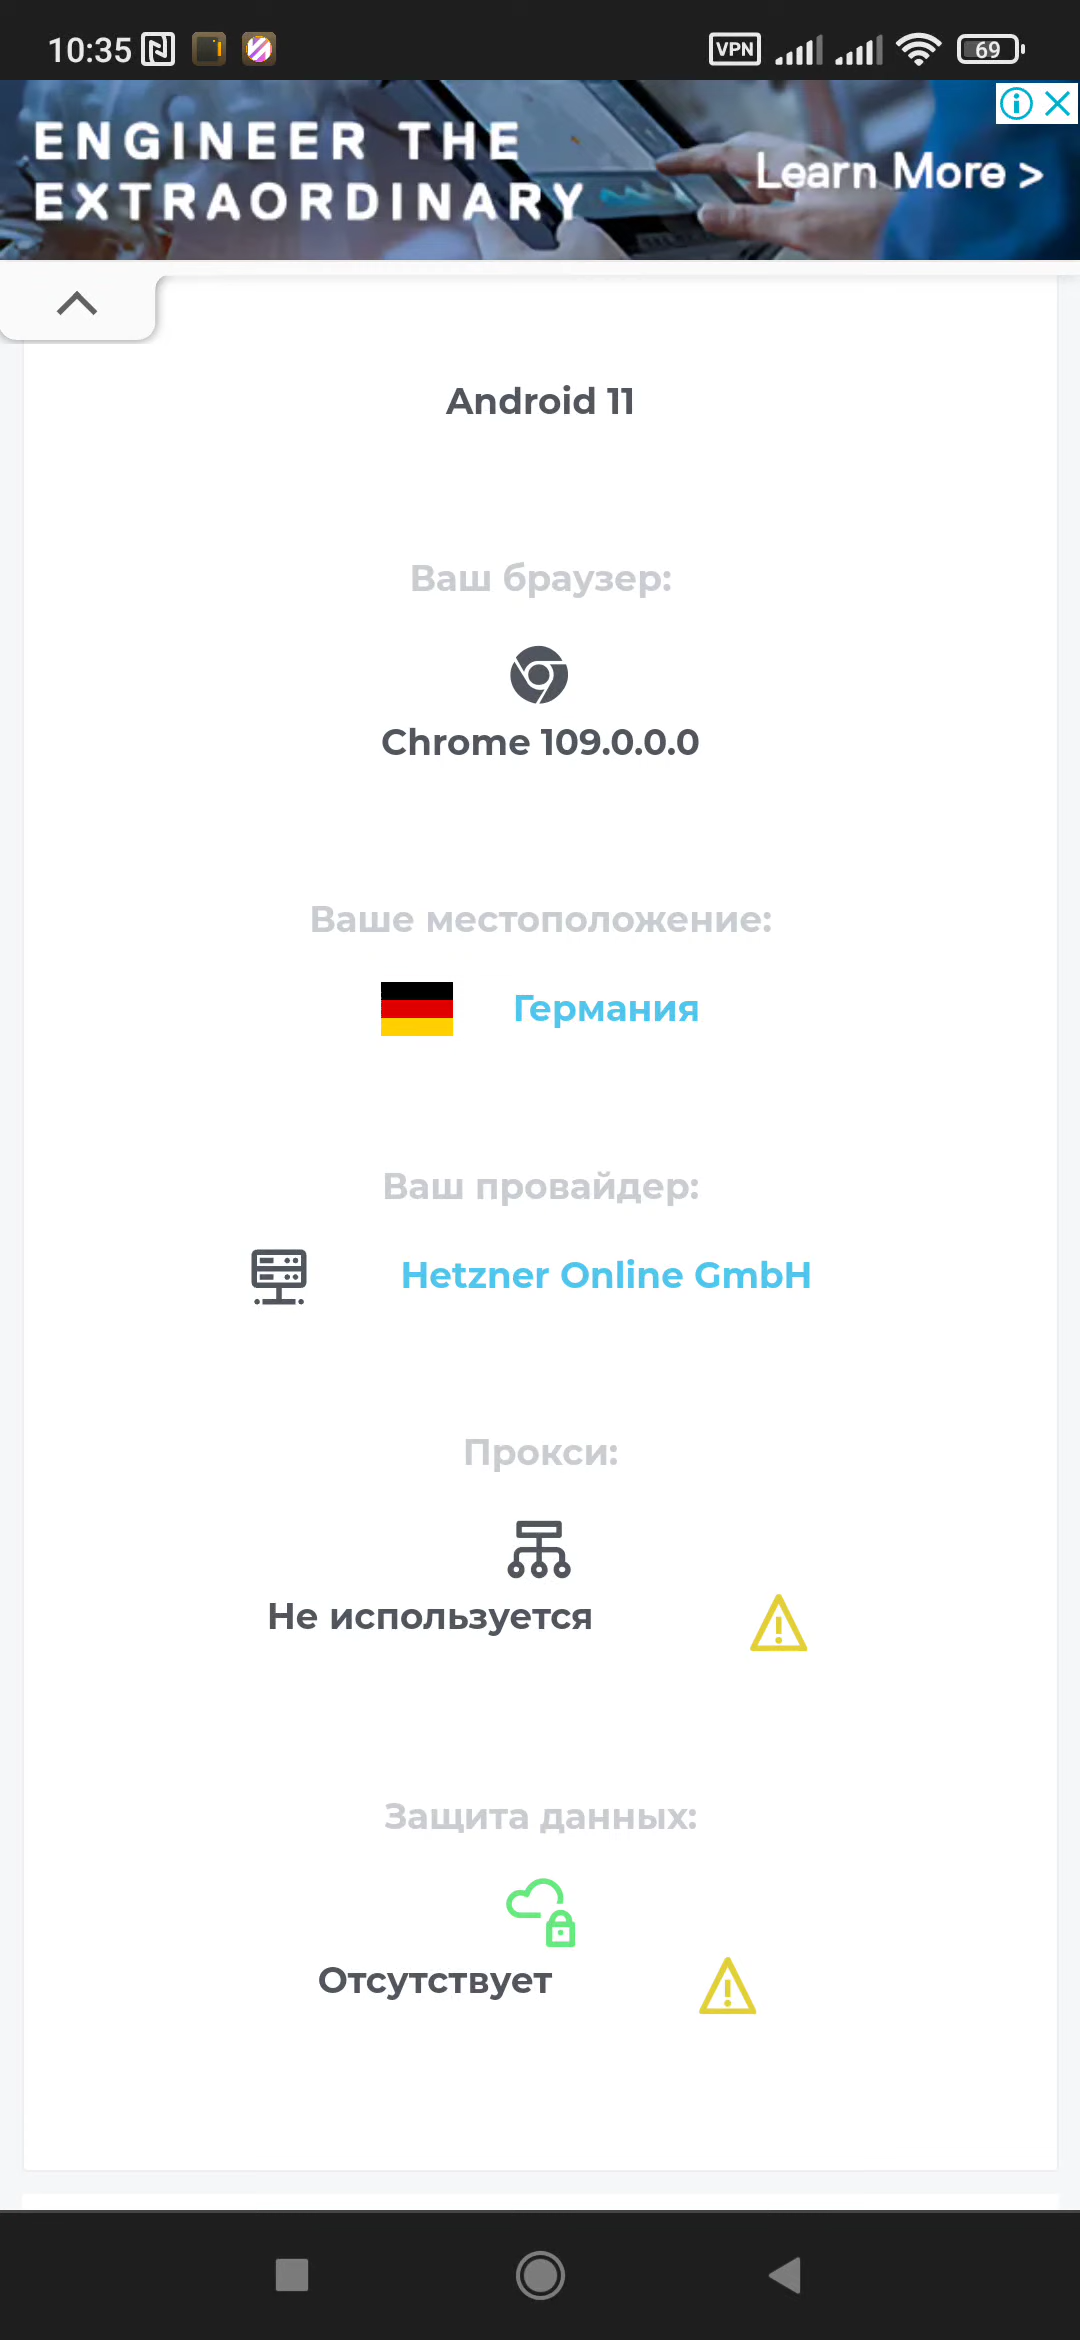 10:35
VPN
69
ENGINEER THE
EXTRAORDINARY
Learn More >
Android 11
Ваш браузер:
Chrome 109.0.0.0
Ваше местоположение:
Германия
Ваш провайдер:
Hetzner Online GmbH
Прокси:
Не используется
Защита данных:
Отсутствует